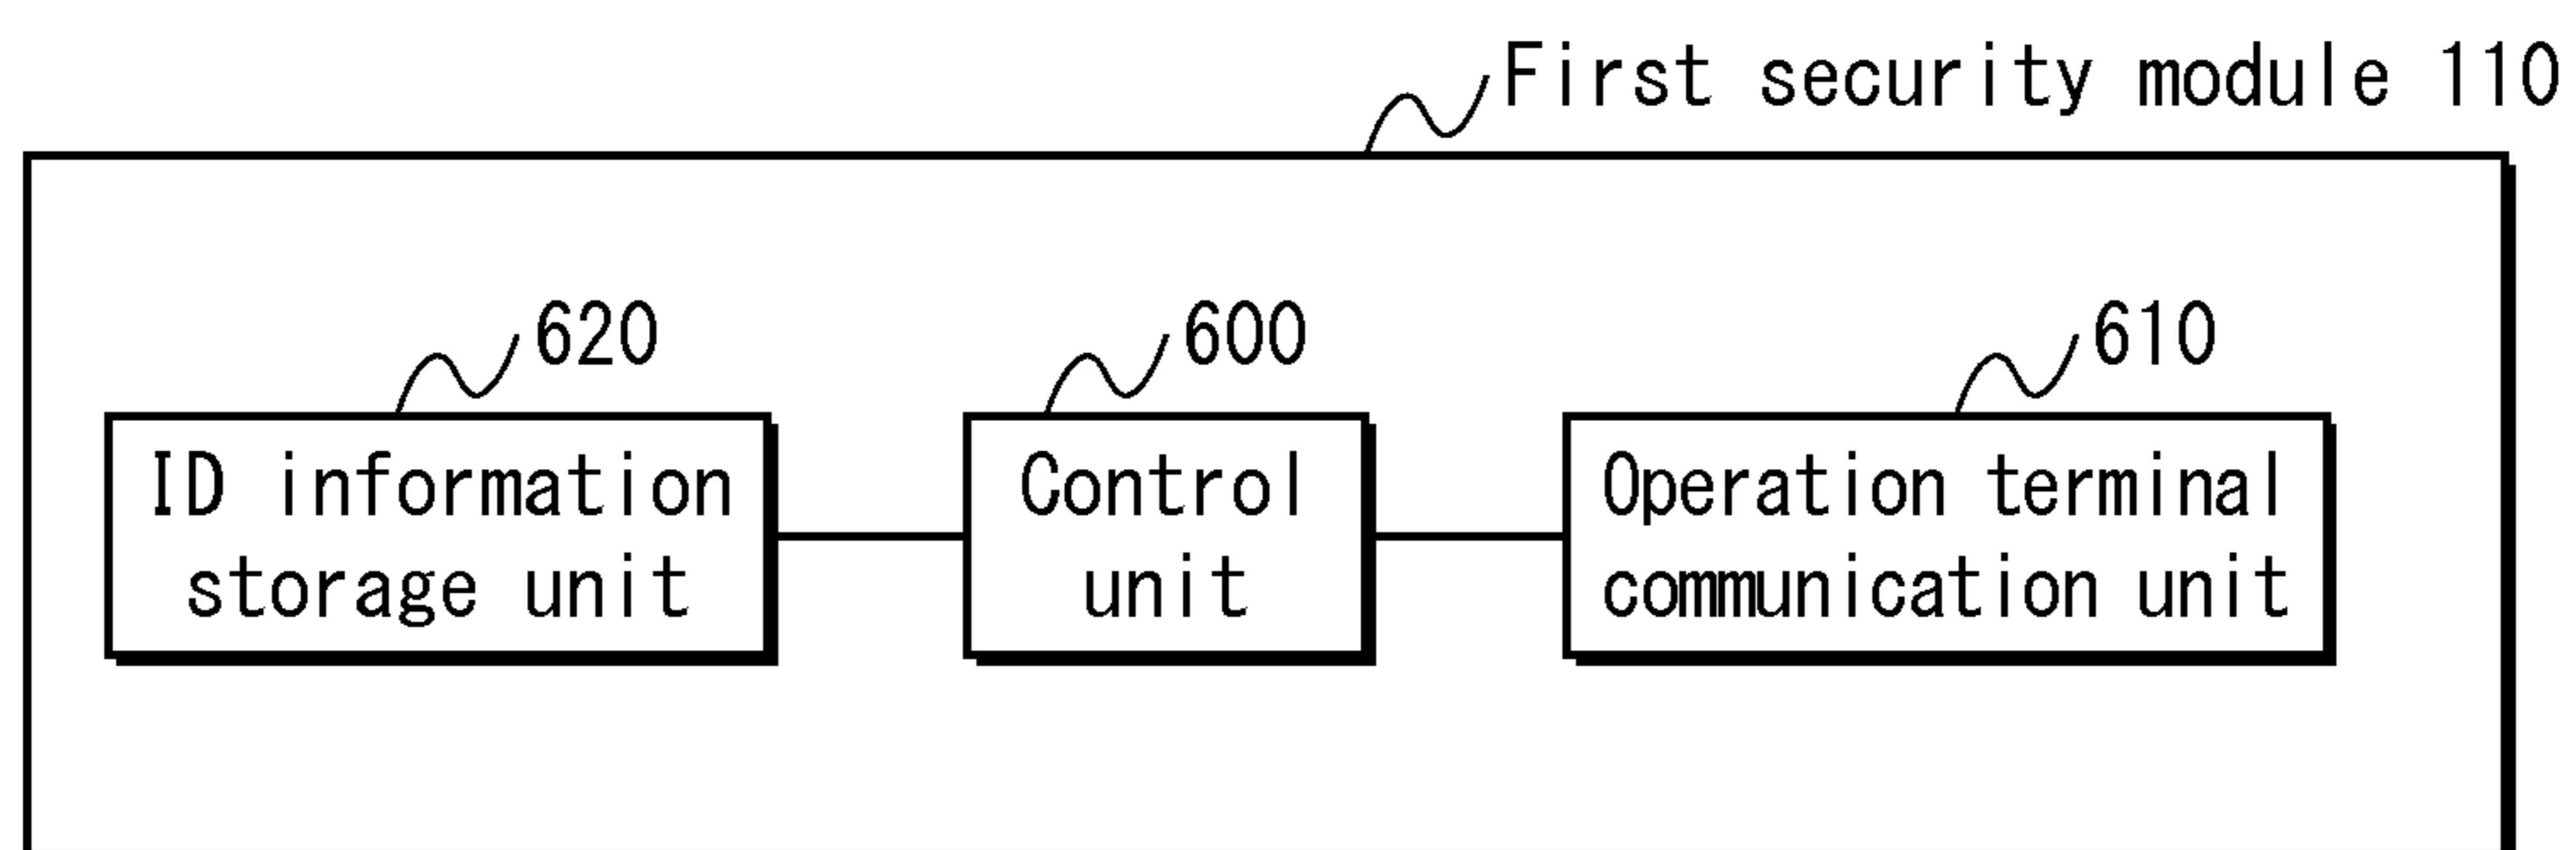 First security module 110
620
600
610
ID information
storage unit
Control
unit
Operation terminal
communication unit